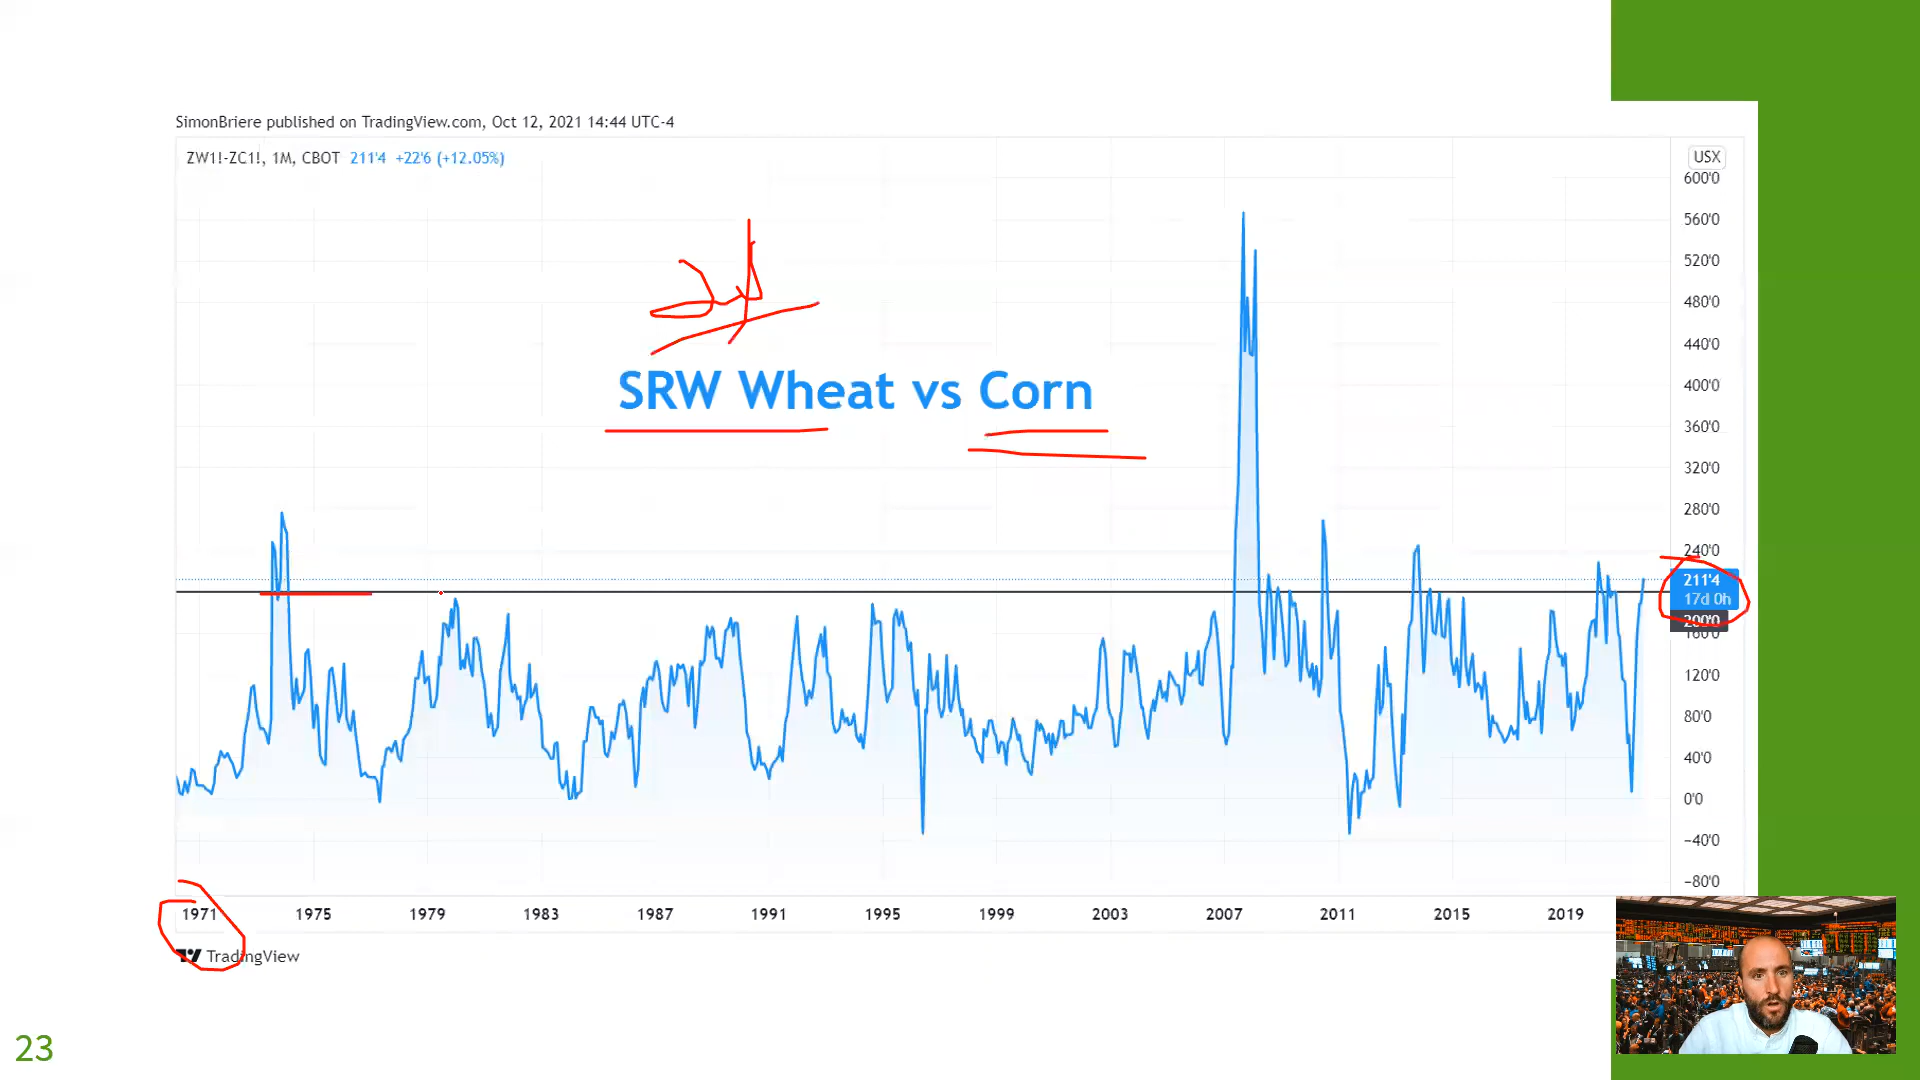 SimonBriere published on TradingView.com, Oct 12, 2021 14:44 UTC-4
ZW1!-ZC1!, 1M, CBOT 211'4 +22'6 (+12.05%)
USX
600'0
560'0
520'0
480'0
440'0
400'0
SRW Wheat vs Corn
360'0
320'0
280'0
240'0
211'4
17d 0h
200'0
160'0
120'0
80'0
40'0
0'0
−40'0
−80'0
1971 1975 1979 1983 1987 1991 1995 1999 2003 2007 2011 2015 2019
TradingView
23